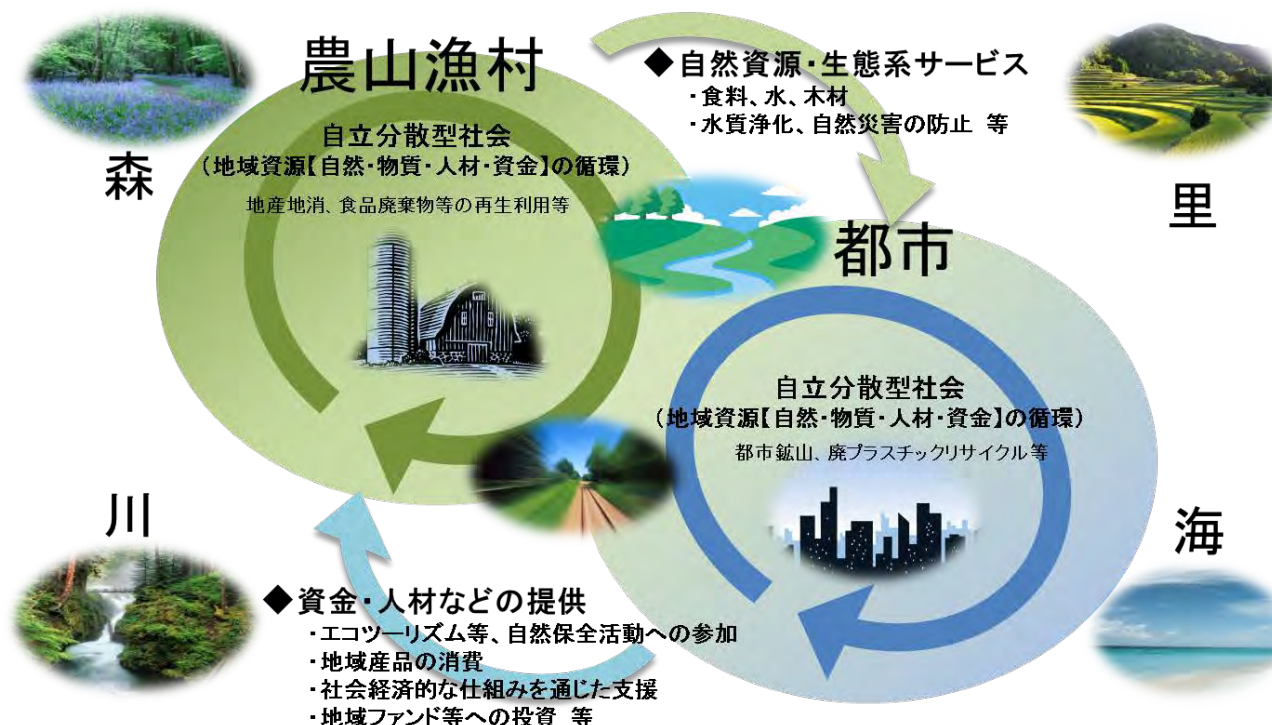 農山漁村
◆自然資源・生態系サービス
・食料、水、木材
・水質浄化、自然災害の防止 等
森
里
自立分散型社会
(地域資源【自然・物質・人材・資金】の循環)
地産地消、食品廃棄物等の再生利用等
都市
自立分散型社会
(地域資源【自然・物質・人材・資金】の循環)
都市鉱山、廃プラスチックリサイクル等
川
海
◆資金・人材などの提供
・エコツーリズム等、自然保全活動への参加
・地域産品の消費
・社会経済的な仕組みを通じた支援
・地域ファンド等への投資 等